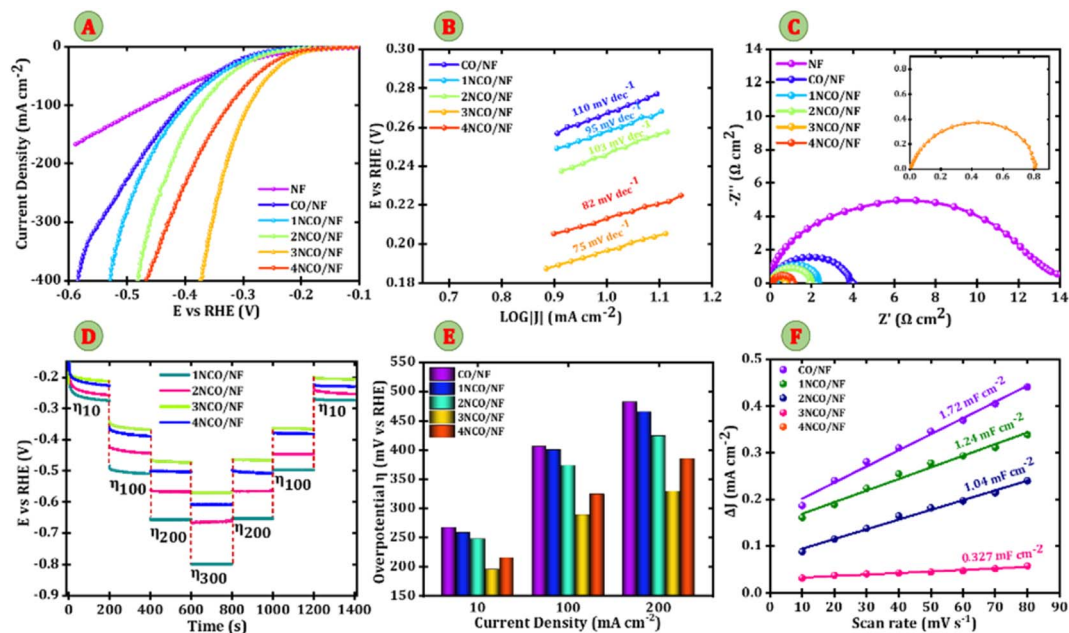 A
0
-100
-200
-300
-400
-0.6
-0.5
-0.4
-0.3
-0.2
-0.1
Current Density (mA cm-2)
E vs RHE (V)
NF
CO/NF
1NCO/NF
2NCO/NF
3NCO/NF
4NCO/NF
B
0.30
0.28
0.26
0.24
0.22
0.20
0.18
0.7
0.8
0.9
1.0
1.1
1.2
E vs RHE (V)
LOG|J| (mA cm-2)
CO/NF
1NCO/NF
2NCO/NF
3NCO/NF
4NCO/NF
110 mV dec-1
95 mV dec-1
103 mV dec-1
82 mV dec-1
75 mV dec-1
C
-14
-12
-10
-8
-6
-4
-2
0
0
2
4
6
8
10
12
14
-Z'' (Ω cm2)
Z' (Ω cm2)
NF
CO/NF
1NCO/NF
2NCO/NF
3NCO/NF
4NCO/NF
0.8
0.6
0.4
0.2
0.0
0.0
0.2
0.4
0.6
0.8
1.0
D
-0.2
-0.3
-0.4
-0.5
-0.6
-0.7
-0.8
-0.9
0
200
400
600
800
1000
1200
1400
E vs RHE (V)
Time (s)
1NCO/NF
2NCO/NF
3NCO/NF
4NCO/NF
η10
η100
η200
η300
η200
η100
η10
E
550
500
450
400
350
300
250
200
150
10
100
200
Overpotential η (mV vs RHE)
Current Density (mA cm-2)
CO/NF
1NCO/NF
2NCO/NF
3NCO/NF
4NCO/NF
F
0.5
0.4
0.3
0.2
0.1
0.0
0
10
20
30
40
50
60
70
80
90
ΔJ (mA cm-2)
Scan rate (mV s-1)
CO/NF
1NCO/NF
2NCO/NF
3NCO/NF
4NCO/NF
1.72 mF cm-2
1.24 mF cm-2
1.04 mF cm-2
0.327 mF cm-2